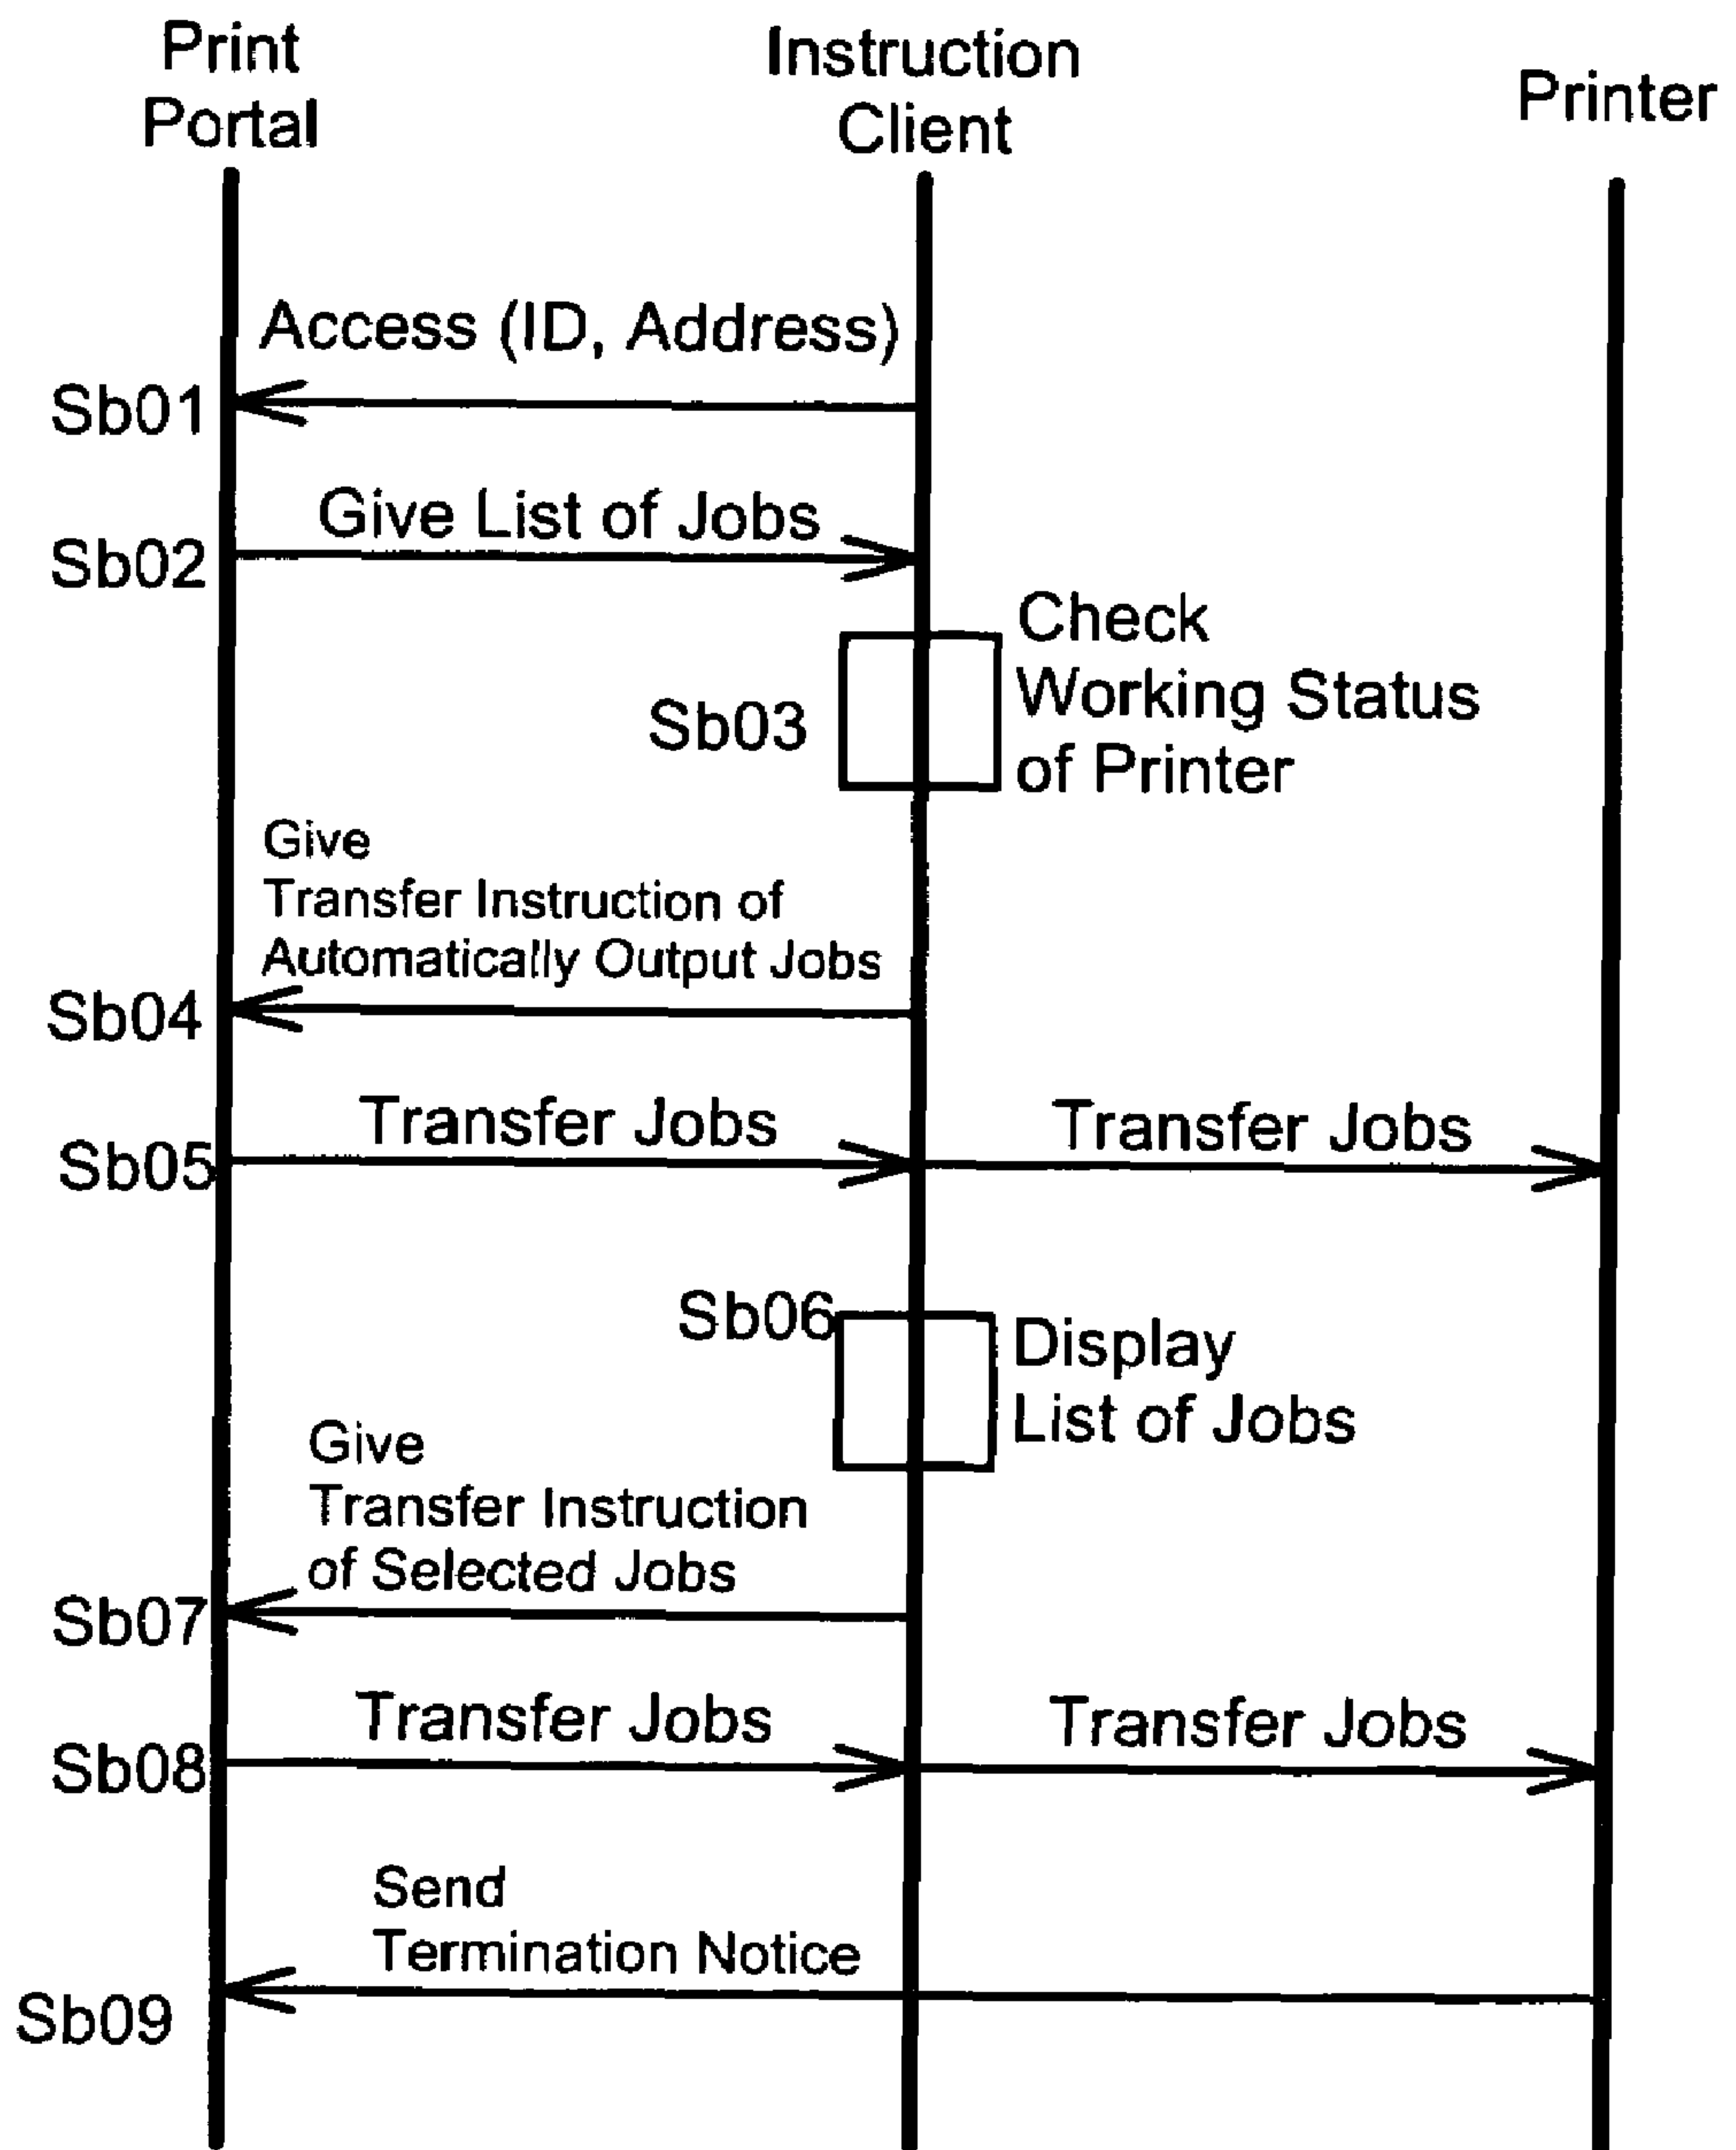 Print
Portal
Instruction
Client
Printer
Access (ID, Address)
Sb01
Give List of Jobs
Sb02
Check
Working Status
of Printer
Sb03
Give
Transfer Instruction of
Automatically Output Jobs
Sb04
Transfer Jobs
Transfer Jobs
Sb05
Sb06
Display
List of Jobs
Give
Transfer Instruction
of Selected Jobs
Sb07
Transfer Jobs
Transfer Jobs
Sb08
Send
Termination Notice
Sb09